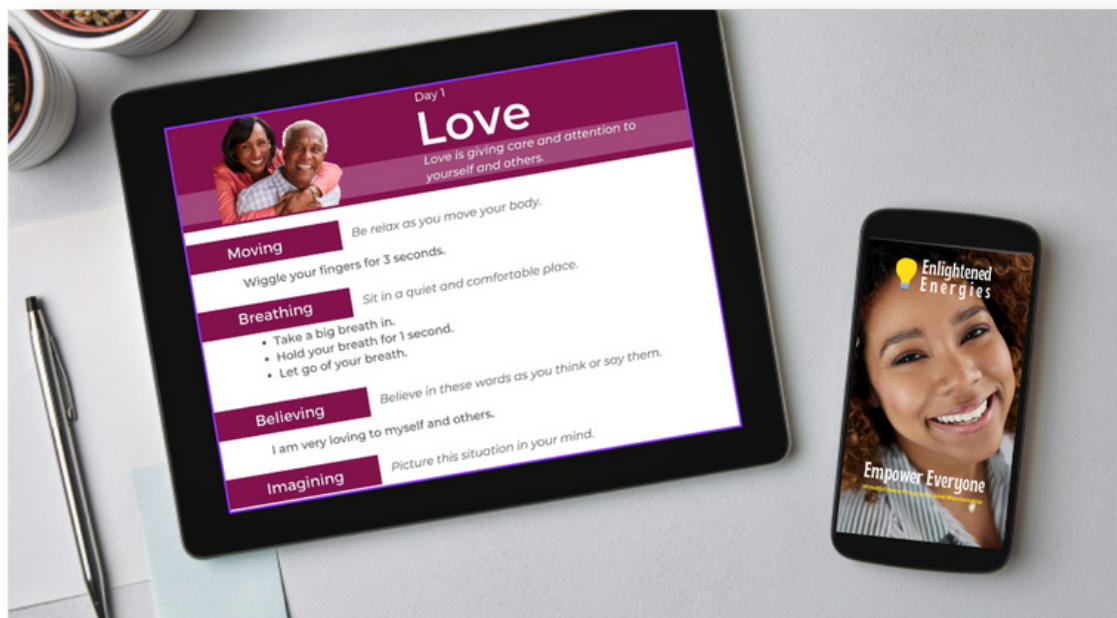 Day 1
Love
Love is giving care and attention to
yourself and others.
Moving
Be relax as you move your body.
Wiggle your fingers for 3 seconds.
Breathing
Sit in a quiet and comfortable place.
• Take a big breath in.
• Hold your breath for 1 second.
• Let go of your breath.
Believing
Believe in these words as you think or say them.
I am very loving to myself and others.
Imagining
Picture this situation in your mind.
Enlightened
Energies
Empower Everyone
Mindfulness Programs and Membership